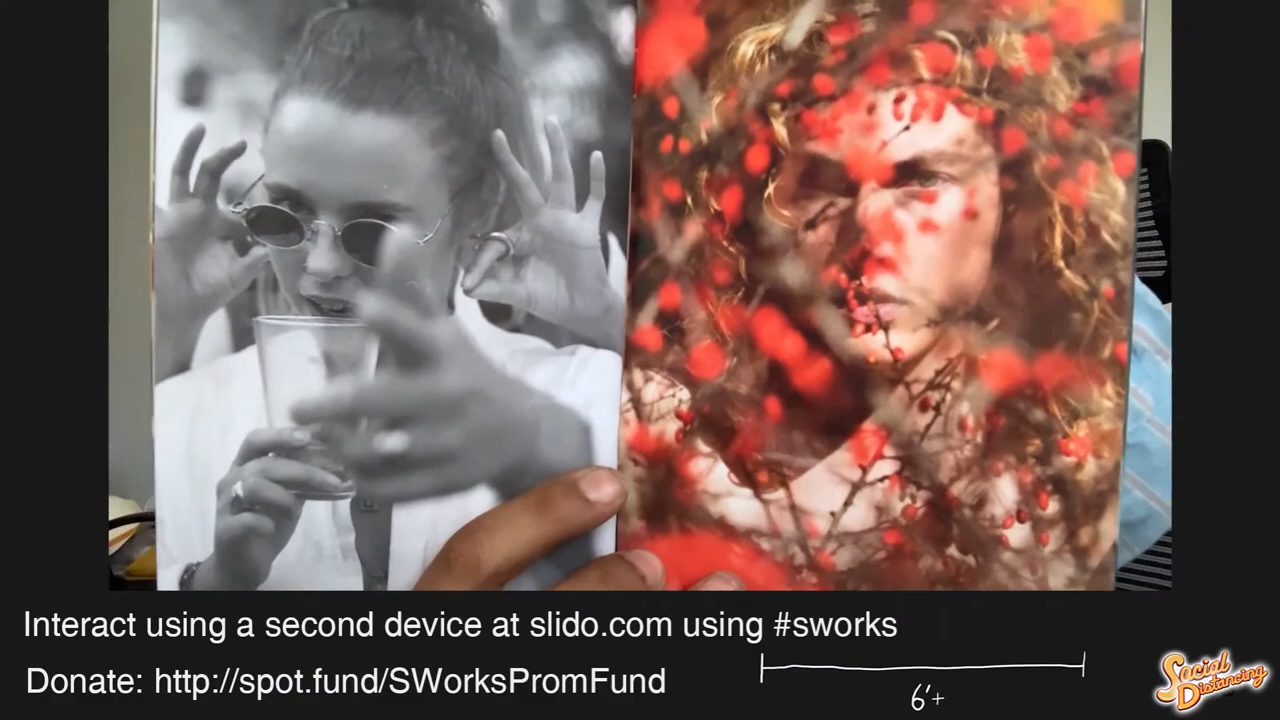 Interact using a second device at slido.com using #sworks
Donate: http://spot.fund/SWorksPromFund
6'+
Social
Distancing